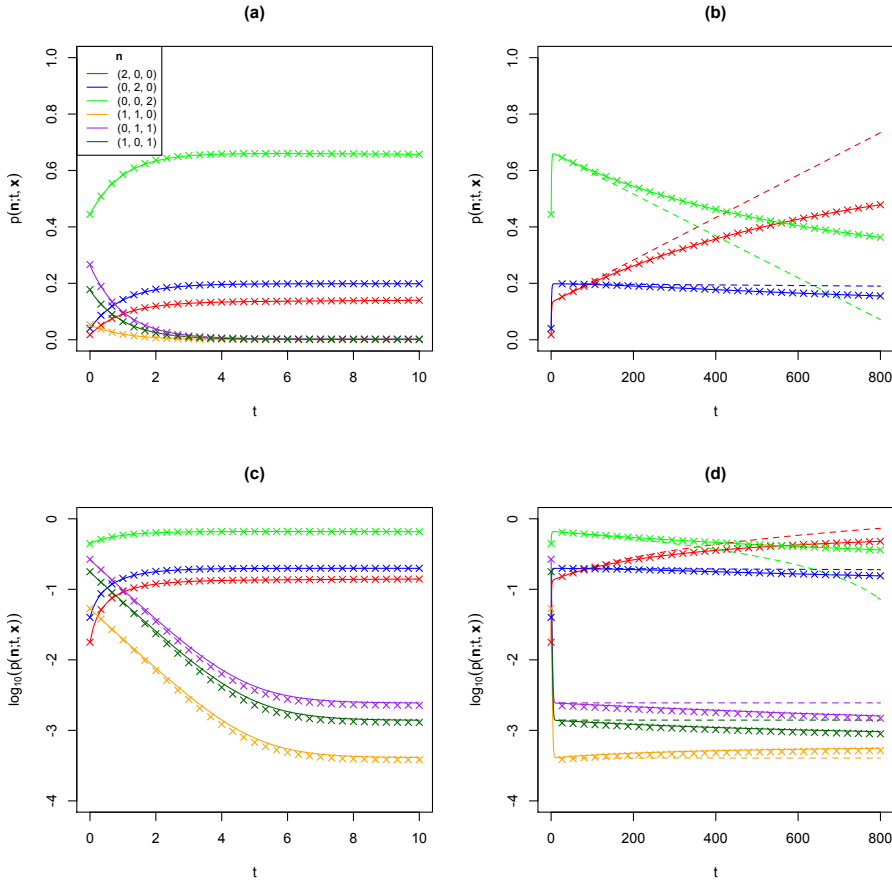 (a)
p(n;t, x)
1.0
0.8
0.6
0.4
0.2
0.0
n
(2, 0, 0)
(0, 2, 0)
(0, 0, 2)
(1, 1, 0)
(0, 1, 1)
(1, 0, 1)
0 2 4 6 8 10
t
(b)
p(n;t, x)
1.0
0.8
0.6
0.4
0.2
0.0
0 200 400 600 800
t
(c)
log₁₀(p(n;t, x))
0
-1
-2
-3
-4
0 2 4 6 8 10
t
(d)
log₁₀(p(n;t, x))
0
-1
-2
-3
-4
0 200 400 600 800
t